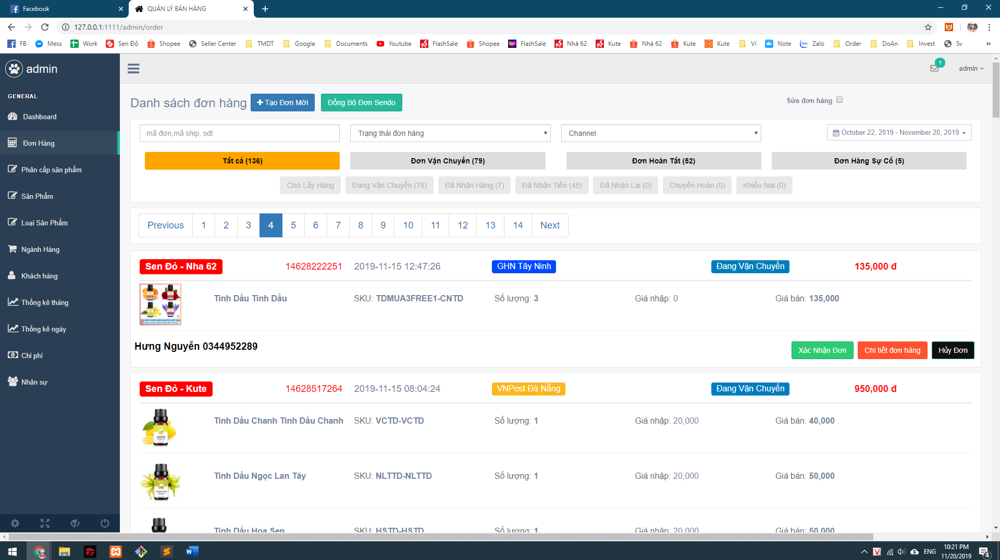 Facebook
QUẢN LÝ BÁN HÀNG
127.0.0.1:1111/admin/order
FB Mess Work Sen Đỏ Shopee Seller Center TMDT Google Documents Youtube FlashSale Shopee FlashSale Nhà 62 Kute Nhà 62 Kute Kute Ví Note Zalo Order DoAn Invest Sv »
admin
1
admin
GENERAL
Dashboard
Đơn Hàng
Phân cấp sản phẩm
Sản Phẩm
Loại Sản Phẩm
Ngành Hàng
Khách hàng
Thống kê tháng
Thống kê ngày
Chi phí
Nhân sự
Danh sách đơn hàng
Tạo Đơn Mới
Đồng Bộ Đơn Sendo
Sửa đơn hàng
mã đơn,mã ship, sdt
Trạng thái đơn hàng
Channel
October 22, 2019 - November 20, 2019
Tất cả (136)
Đơn Vận Chuyển (79)
Đơn Hoàn Tất (52)
Đơn Hàng Sự Cố (5)
Chờ Lấy Hàng
Đang Vận Chuyển (78)
Đã Nhận Hàng (7)
Đã Nhận Tiền (45)
Đã Nhận Lại (0)
Chuyển Hoàn (0)
Khiếu Nại (0)
Previous 1 2 3 4 5 6 7 8 9 10 11 12 13 14 Next
Sen Đỏ - Nha 62 14628222251 2019-11-15 12:47:26 GHN Tây Ninh Đang Vận Chuyển 135,000 đ
Tinh Dầu Tinh Dầu SKU: TDMUA3FREE1-CNTD Số lượng: 3 Giá nhập: 0 Giá bán: 135,000
Hưng Nguyễn 0344952289
Xác Nhận Đơn
Chi tiết đơn hàng
Hủy Đơn
Sen Đỏ - Kute 14628517264 2019-11-15 08:04:24 VNPost Đà Nẵng Đang Vận Chuyển 950,000 đ
Tinh Dầu Chanh Tinh Dầu Chanh SKU: VCTD-VCTD Số lượng: 1 Giá nhập: 20,000 Giá bán: 40,000
LEMON
Tinh Dầu Ngọc Lan Tây SKU: NLTTD-NLTTD Số lượng: 1 Giá nhập: 20,000 Giá bán: 50,000
Tinh Dầu Hoa Sen SKU: HSTD-HSTD Số lượng: 1 Giá nhập: 20,000 Giá bán: 50,000
ENG
10:21 PM
11/20/2019
4